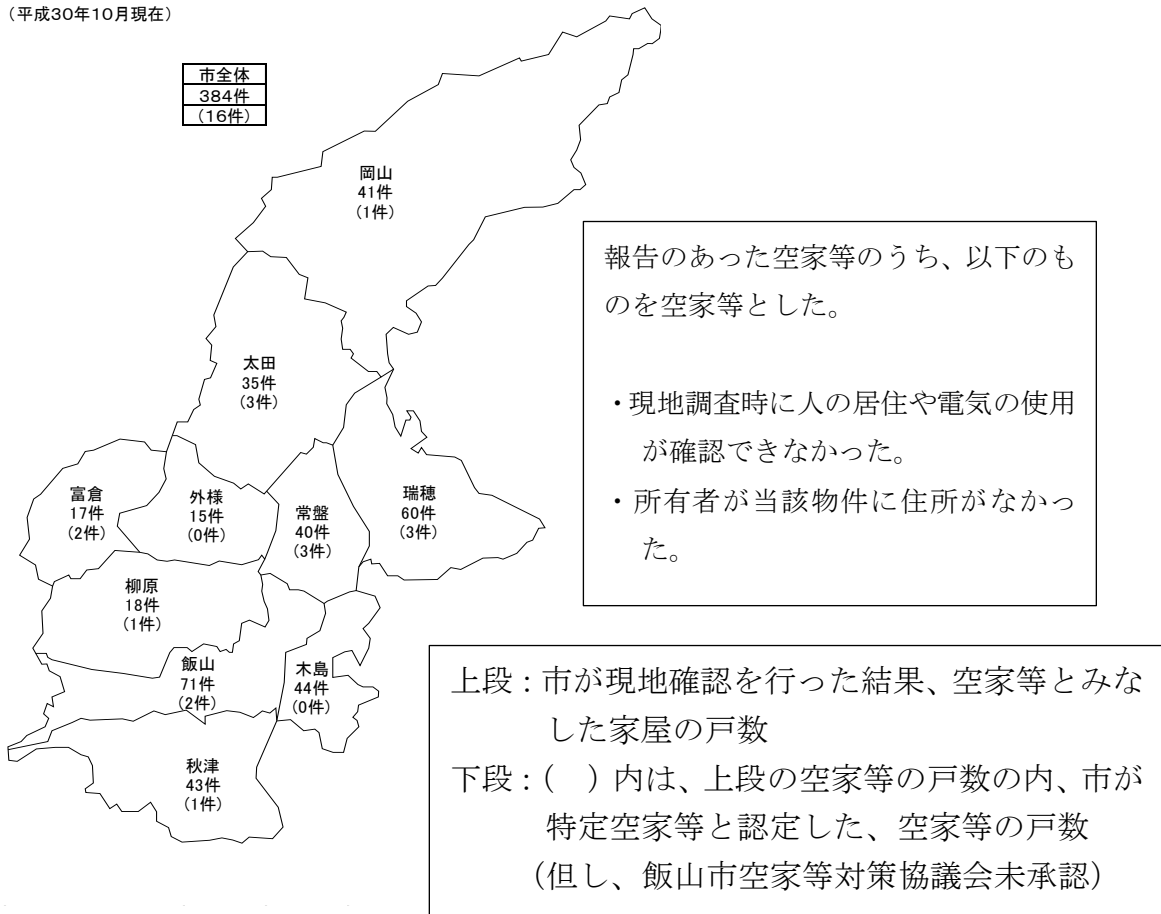 (平成30年10月現在)
市全体
384件
(16件)
岡山
41件
(1件)
太田
35件
(3件)
富倉
17件
(2件)
外様
15件
(0件)
常盤
40件
(3件)
瑞穂
60件
(3件)
柳原
18件
(1件)
飯山
71件
(2件)
木島
44件
(0件)
秋津
43件
(1件)
報告のあった空家等のうち、以下のも
のを空家等とした。
・現地調査時に人の居住や電気の使用
が確認できなかった。
・所有者が当該物件に住所がなかっ
た。
上段：市が現地確認を行った結果、空家等とみな
した家屋の戸数
下段：(　)内は、上段の空家等の戸数の内、市が
特定空家等と認定した、空家等の戸数
(但し、飯山市空家等対策協議会未承認)